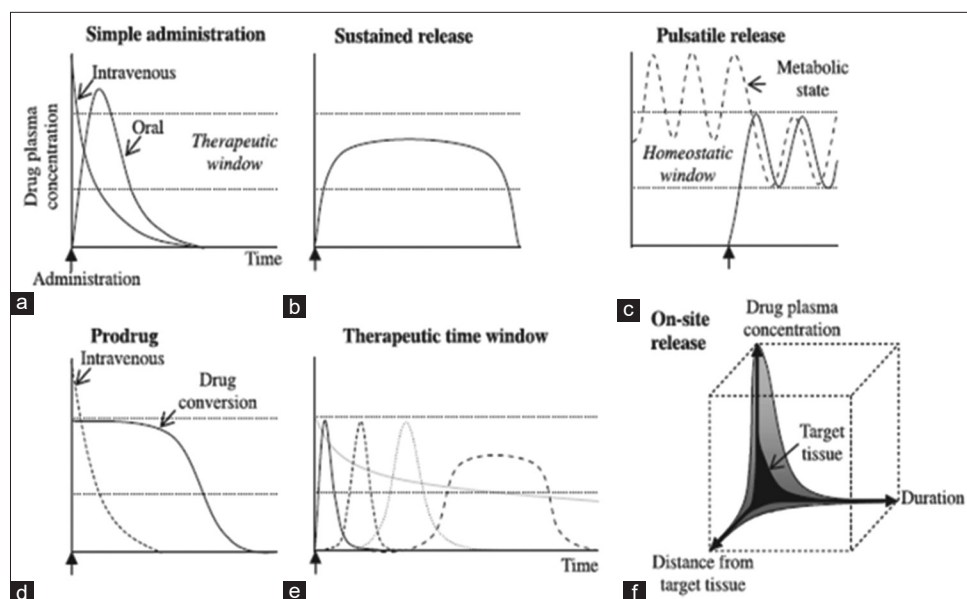 Simple administration
Intravenous
Oral
Therapeutic
window
Drug plasma
concentration
Time
Administration
a
Sustained release
b
Pulsatile release
Metabolic
state
Homeostatic
window
c
Prodrug
Intravenous
Drug
conversion
d
Therapeutic time window
Time
e
On-site
release
Drug plasma
concentration
Target
tissue
Duration
Distance from
target tissue
f